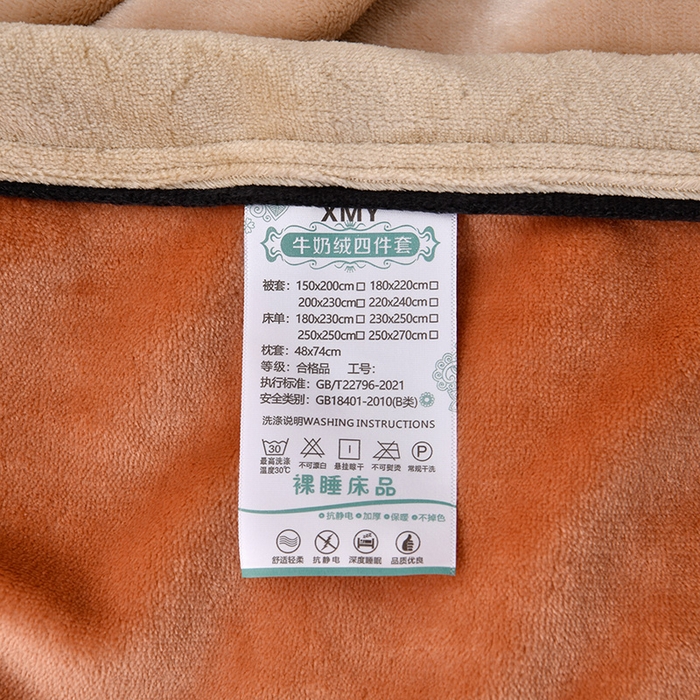 XMY
牛奶绒四件套
被套：150x200cm□ 180x220cm□
200x230cm□ 220x240cm□
床单：180x230cm□ 230x250cm□
250x250cm□ 250x270cm□
枕套：48x74cm
等级：合格品 工号：
执行标准：GB/T22796-2021
安全类别：GB18401-2010(B类)
洗涤说明WASHING INSTRUCTIONS
30 P
最高洗涤温度30℃ 不可漂白 悬挂晾干 不可熨烫 常规干洗
裸睡床品
抗静电 加厚 保暖 不掉色
舒适轻柔 抗静电 深度睡眠 品质优良